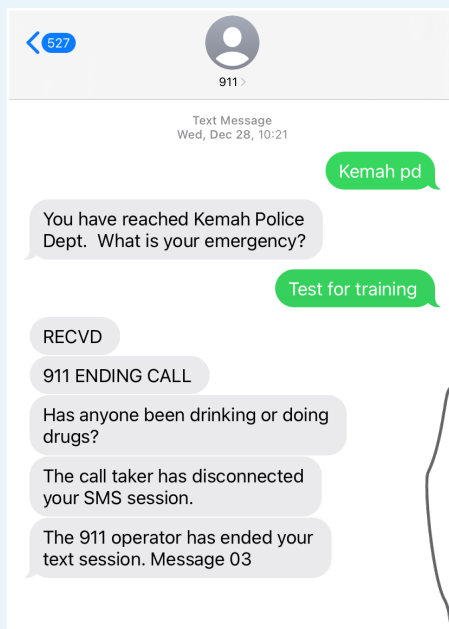 527
911
Text Message
Wed, Dec 28, 10:21
Kemah pd
You have reached Kemah Police
Dept.  What is your emergency?
Test for training
RECVD
911 ENDING CALL
Has anyone been drinking or doing
drugs?
The call taker has disconnected
your SMS session.
The 911 operator has ended your
text session. Message 03